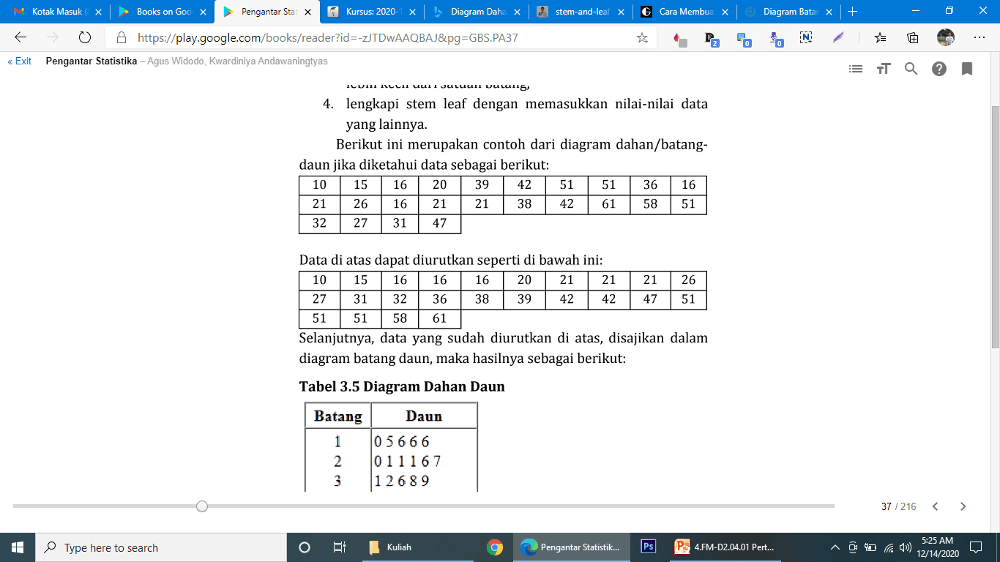 Kotak Masuk (
Books on Goo
Pengantar Stat
Kursus: 2020-1
Diagram Daha
stem-and-leaf
Cara Membua
Diagram Batan
https://play.google.com/books/reader?id=-zJTDwAAQBAJ&pg=GBS.PA37
2
0
0
« Exit Pengantar Statistika – Agus Widodo, Kwardiniya Andawaningtyas
lebih kecil dari satuan batang,
4. lengkapi stem leaf dengan memasukkan nilai-nilai data
yang lainnya.
Berikut ini merupakan contoh dari diagram dahan/batang-
daun jika diketahui data sebagai berikut:
10 15 16 20 39 42 51 51 36 16
21 26 16 21 21 38 42 61 58 51
32 27 31 47
Data di atas dapat diurutkan seperti di bawah ini:
10 15 16 16 16 20 21 21 21 26
27 31 32 36 38 39 42 42 47 51
51 51 58 61
Selanjutnya, data yang sudah diurutkan di atas, disajikan dalam
diagram batang daun, maka hasilnya sebagai berikut:
Tabel 3.5 Diagram Dahan Daun
Batang Daun
1 0 5 6 6 6
2 0 1 1 1 6 7
3 1 2 6 8 9
37 / 216
Type here to search
Kuliah
Pengantar Statistik...
Ps
4.FM-D2.04.01 Pert...
5:25 AM
12/14/2020